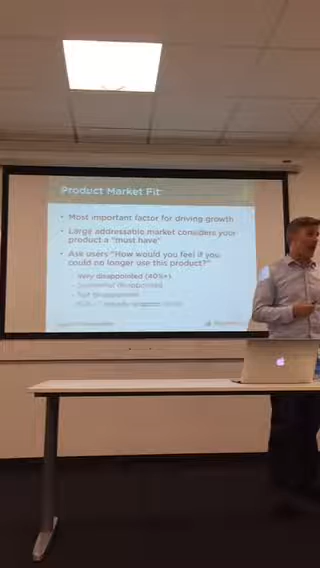 Product Market Fit
• Most important factor for driving growth
• Large addressable market considers your
product a "must have"
• Ask users "How would you feel if you
could no longer use this product?"
– Very disappointed (40%+)
– Somewhat disappointed
– Not disappointed